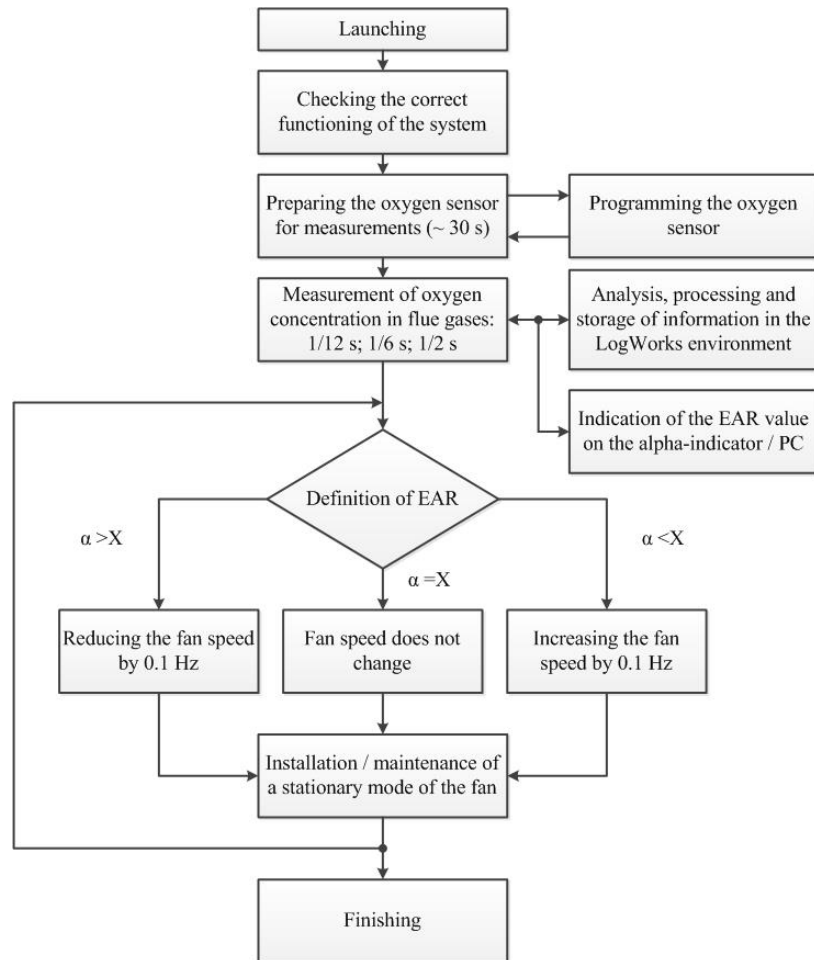 Launching
Checking the correct
functioning of the system
Preparing the oxygen sensor
for measurements (~ 30 s)
Programming the oxygen
sensor
Measurement of oxygen
concentration in flue gases:
1/12 s; 1/6 s; 1/2 s
Analysis, processing and
storage of information in the
LogWorks environment
Indication of the EAR value
on the alpha-indicator / PC
Definition of EAR
α >X
α =X
α <X
Reducing the fan speed
by 0.1 Hz
Fan speed does not
change
Increasing the fan
speed by 0.1 Hz
Installation / maintenance of
a stationary mode of the fan
Finishing